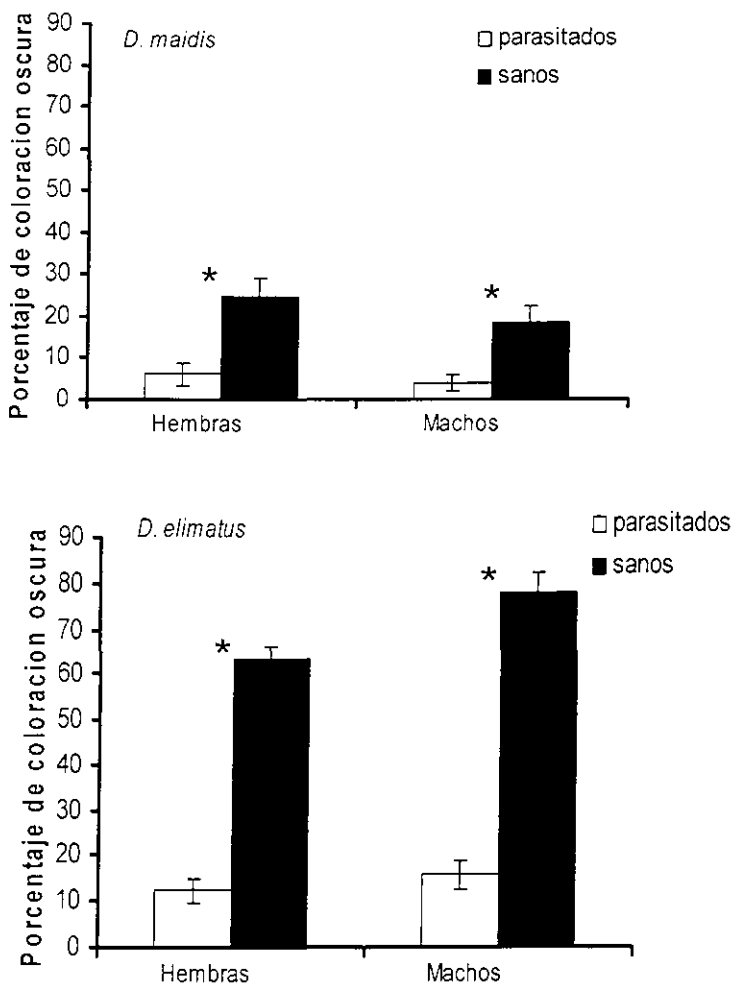 D. maidis
parasitados
sanos
Porcentaje de coloracion oscura
90
80
70
60
50
40
30
20
10
0
*
*
Hembras
Machos
D. elimatus
parasitados
sanos
Porcentaje de coloracion oscura
90
80
70
60
50
40
30
20
10
0
*
*
Hembras
Machos